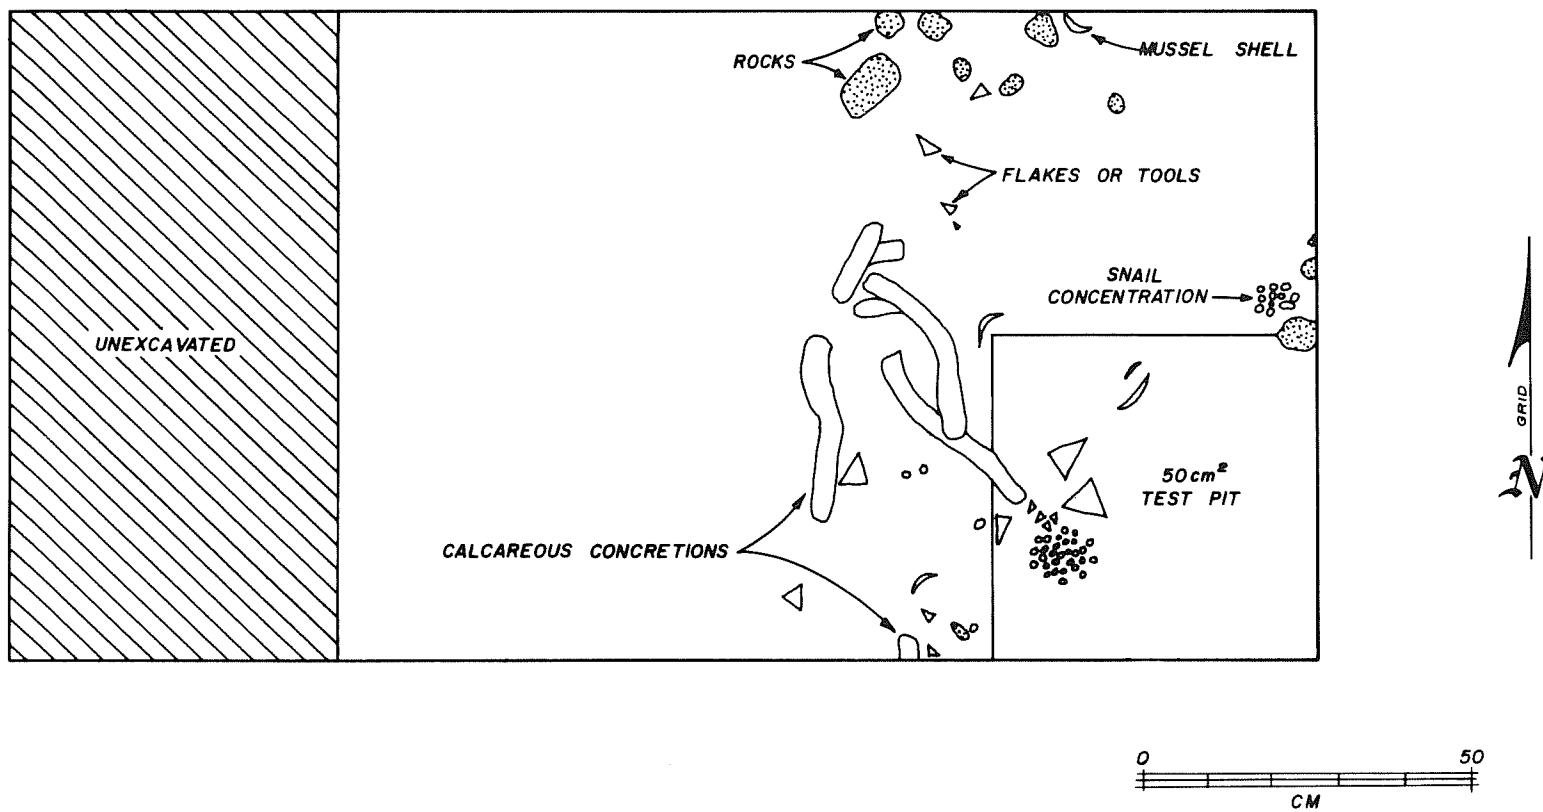 ROCKS
MUSSEL SHELL
FLAKES OR TOOLS
SNAIL
CONCENTRATION
UNEXCAVATED
GRID
N
50cm²
TEST PIT
CALCAREOUS CONCRETIONS
0 50
CM